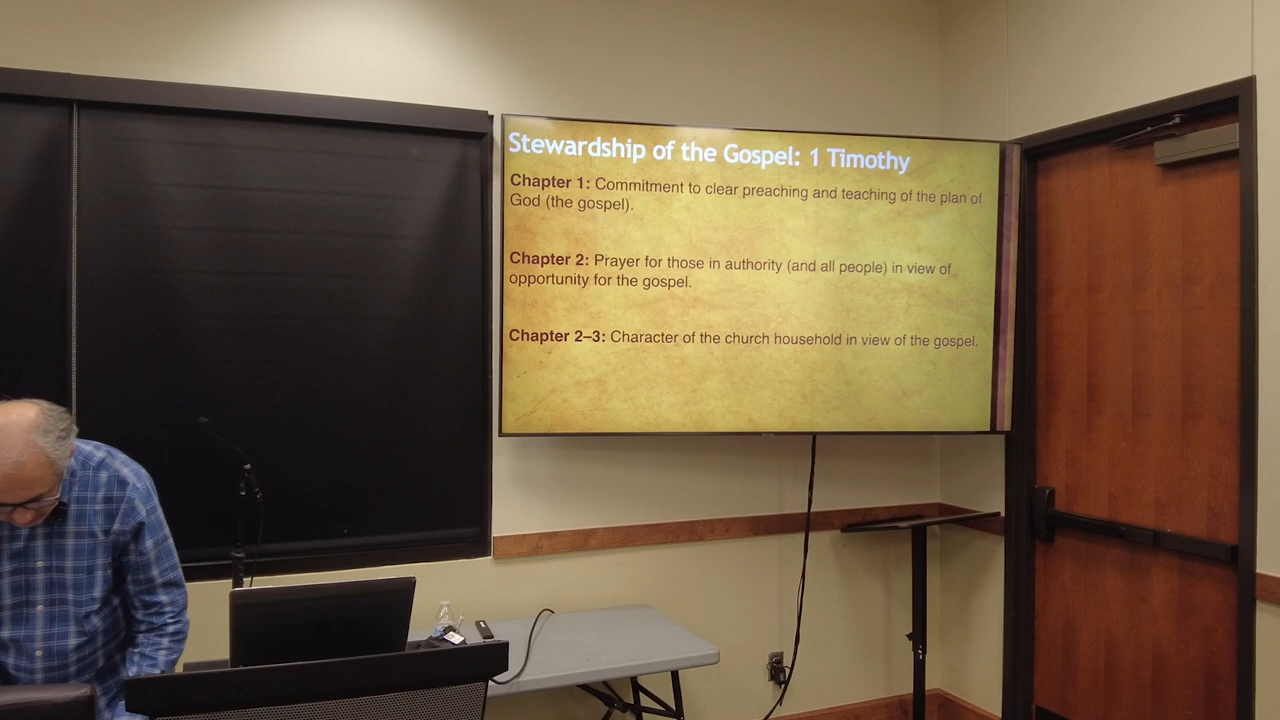 Stewardship of the Gospel: 1 Timothy
Chapter 1: Commitment to clear preaching and teaching of the plan of
God (the gospel).
Chapter 2: Prayer for those in authority (and all people) in view of
opportunity for the gospel.
Chapter 2–3: Character of the church household in view of the gospel.